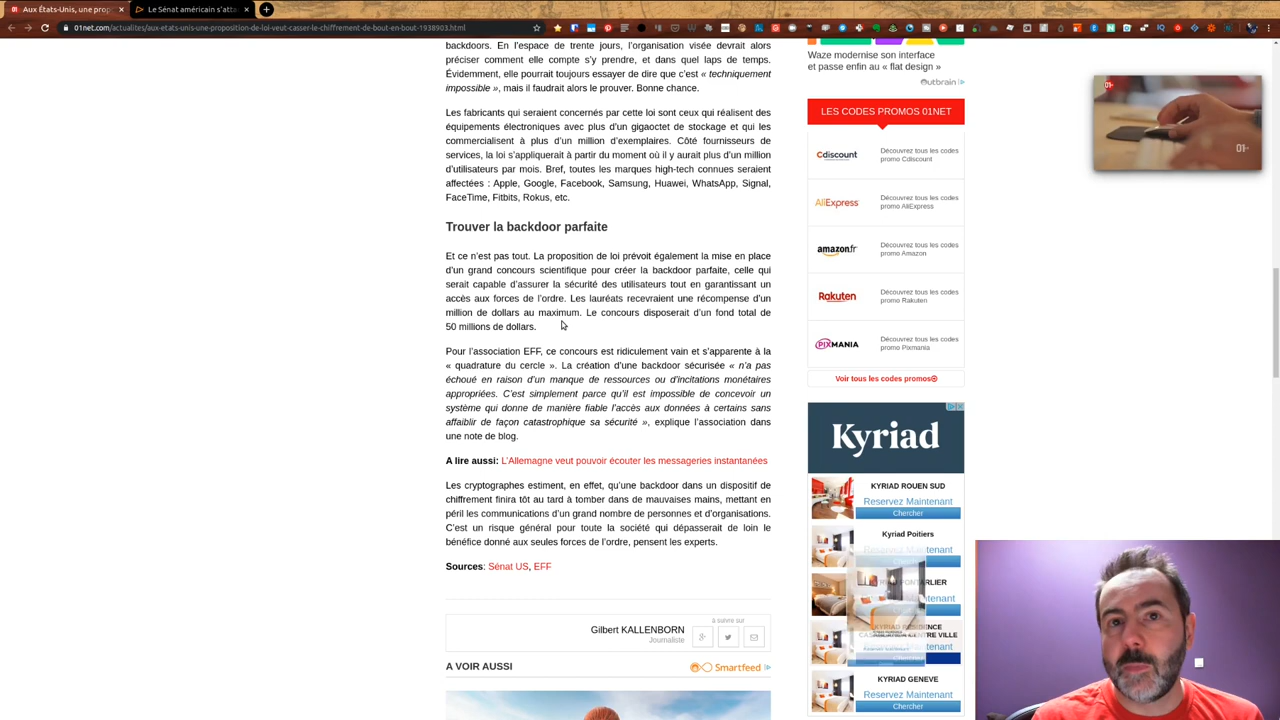 Aux États-Unis, une prop
Le Sénat américain s'atta
01net.com/actualites/aux-etats-unis-une-proposition-de-loi-veut-casser-le-chiffrement-de-bout-en-bout-1938903.html
backdoors. En l'espace de trente jours, l'organisation visée devrait alors
préciser comment elle compte s'y prendre, et dans quel laps de temps.
Évidemment, elle pourrait toujours essayer de dire que c'est « techniquement
impossible », mais il faudrait alors le prouver. Bonne chance.
Les fabricants qui seraient concernés par cette loi sont ceux qui réalisent des
équipements électroniques avec plus d'un gigaoctet de stockage et qui les
commercialisent à plus d'un million d'exemplaires. Côté fournisseurs de
services, la loi s'appliquerait à partir du moment où il y aurait plus d'un million
d'utilisateurs par mois. Bref, toutes les marques high-tech connues seraient
affectées : Apple, Google, Facebook, Samsung, Huawei, WhatsApp, Signal,
FaceTime, Fitbits, Rokus, etc.
Trouver la backdoor parfaite
Et ce n'est pas tout. La proposition de loi prévoit également la mise en place
d'un grand concours scientifique pour créer la backdoor parfaite, celle qui
serait capable d'assurer la sécurité des utilisateurs tout en garantissant un
accès aux forces de l'ordre. Les lauréats recevraient une récompense d'un
million de dollars au maximum. Le concours disposerait d'un fond total de
50 millions de dollars.
Pour l'association EFF, ce concours est ridiculement vain et s'apparente à la
« quadrature du cercle ». La création d'une backdoor sécurisée « n'a pas
échoué en raison d'un manque de ressources ou d'incitations monétaires
appropriées. C'est simplement parce qu'il est impossible de concevoir un
système qui donne de manière fiable l'accès aux données à certains sans
affaiblir de façon catastrophique sa sécurité », explique l'association dans
une note de blog.
A lire aussi: L'Allemagne veut pouvoir écouter les messageries instantanées
Les cryptographes estiment, en effet, qu'une backdoor dans un dispositif de
chiffrement finira tôt au tard à tomber dans de mauvaises mains, mettant en
péril les communications d'un grand nombre de personnes et d'organisations.
C'est un risque général pour toute la société qui dépasserait de loin le
bénéfice donné aux seules forces de l'ordre, pensent les experts.
Sources: Sénat US, EFF
à suivre sur
Gilbert KALLENBORN
Journaliste
A VOIR AUSSI
Smartfeed
Waze modernise son interface
et passe enfin au « flat design »
outbrain
LES CODES PROMOS 01NET
Cdiscount
Découvrez tous les codes
promo Cdiscount
AliExpress
Découvrez tous les codes
promo AliExpress
amazon.fr
Découvrez tous les codes
promo Amazon
Rakuten
Découvrez tous les codes
promo Rakuten
PIXMANIA
Découvrez tous les codes
promo Pixmania
Voir tous les codes promos
Kyriad
KYRIAD ROUEN SUD
Reservez Maintenant
Chercher
Kyriad Poitiers
tenant
tenant
KYRIAD GENEVE
Reservez Maintenant
Chercher
01